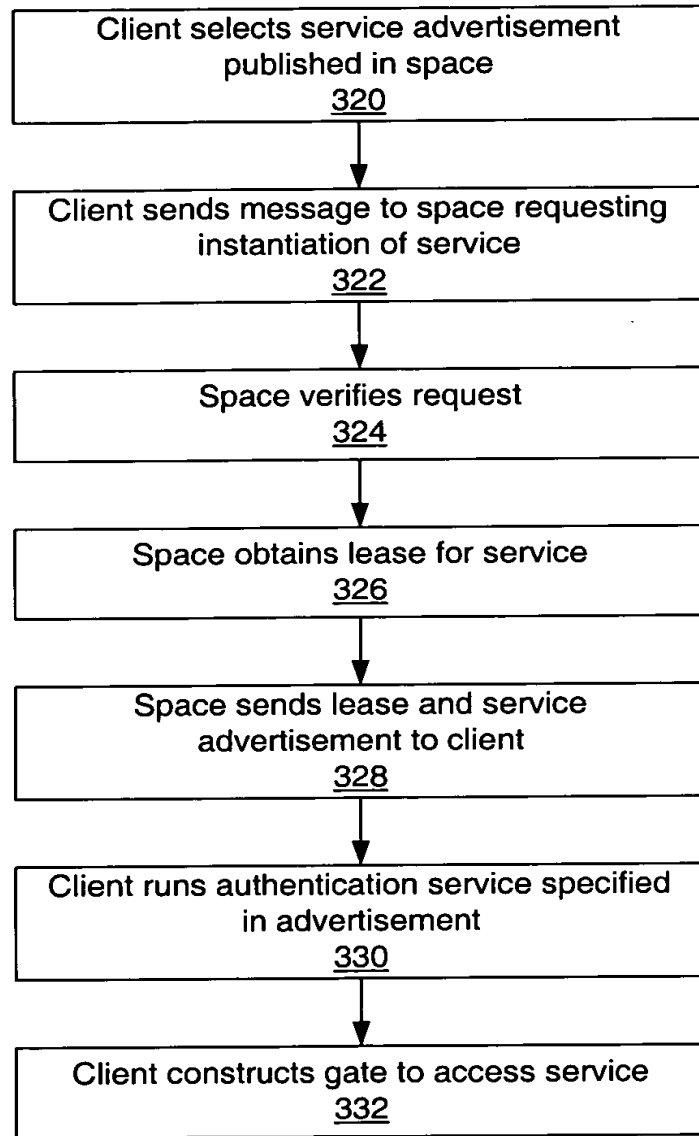 Client selects service advertisement
published in space
320
Client sends message to space requesting
instantiation of service
322
Space verifies request
324
Space obtains lease for service
326
Space sends lease and service
advertisement to client
328
Client runs authentication service specified
in advertisement
330
Client constructs gate to access service
332